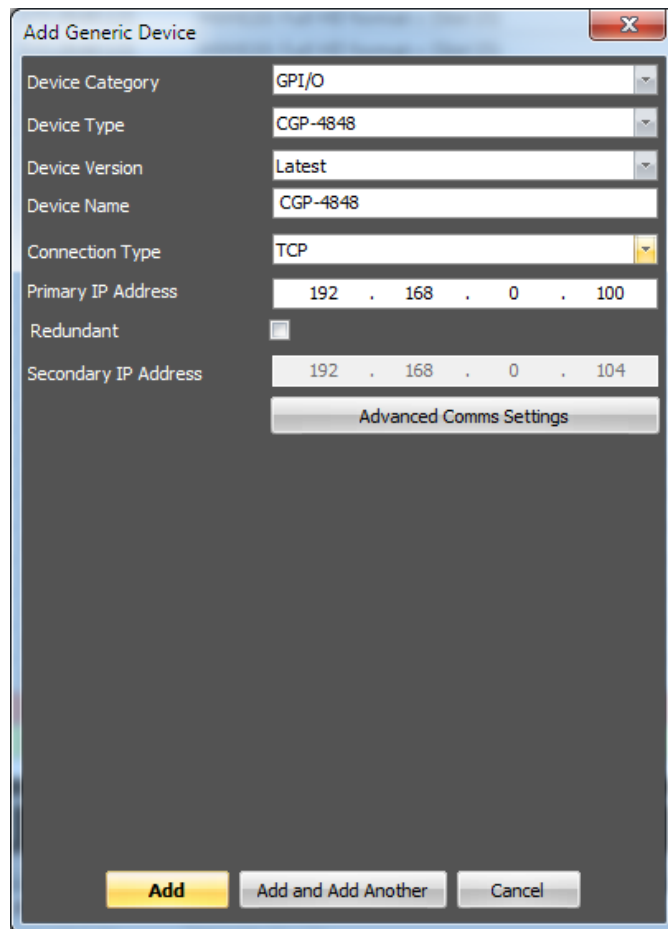 Add Generic Device
Device Category GPI/O
Device Type CGP-4848
Device Version Latest
Device Name CGP-4848
Connection Type TCP
Primary IP Address 192 . 168 . 0 . 100
Redundant
Secondary IP Address 192 . 168 . 0 . 104
Advanced Comms Settings
Add Add and Add Another Cancel